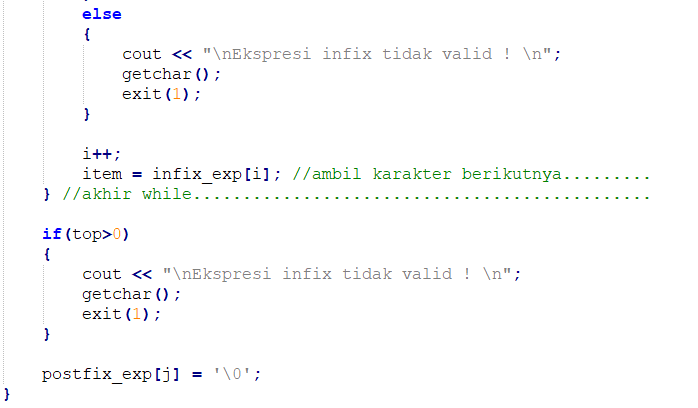 else
{
cout << "\nEkspresi infix tidak valid ! \n";
getchar();
exit(1);
}
i++;
item = infix_exp[i]; //ambil karakter berikutnya.........
} //akhir while..............................................
if(top>0)
{
cout << "\nEkspresi infix tidak valid ! \n";
getchar();
exit(1);
}
postfix_exp[j] = '\0';
}